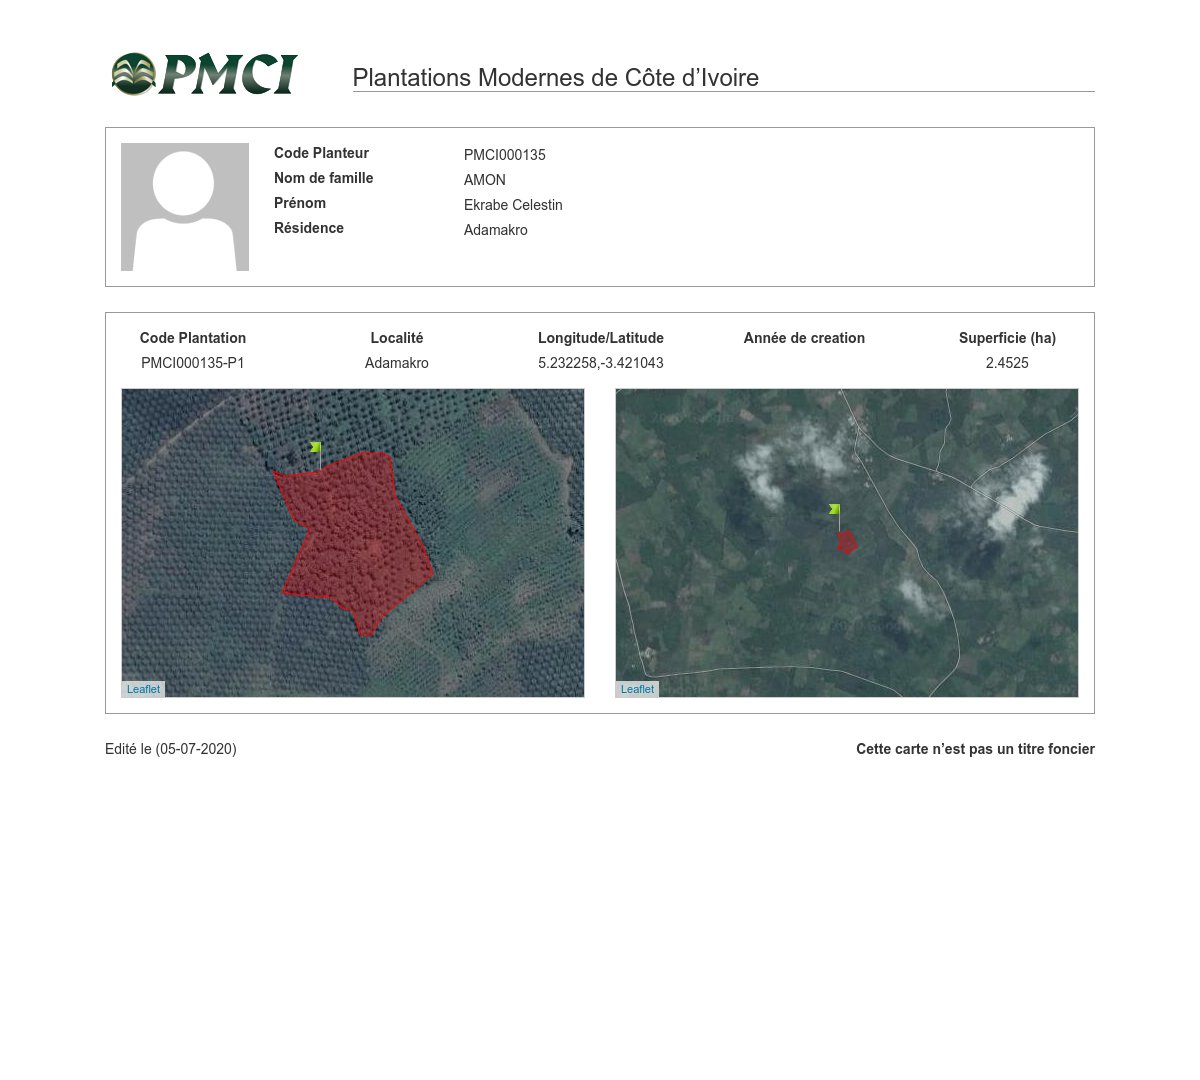 PMCI
Plantations Modernes de Côte d’Ivoire
Code Planteur PMCI000135
Nom de famille AMON
Prénom Ekrabe Celestin
Résidence Adamakro
Code Plantation Localité Longitude/Latitude Année de creation Superficie (ha)
PMCI000135-P1 Adamakro 5.232258,-3.421043 2.4525
Leaflet Leaflet
Edité le (05-07-2020) Cette carte n’est pas un titre foncier